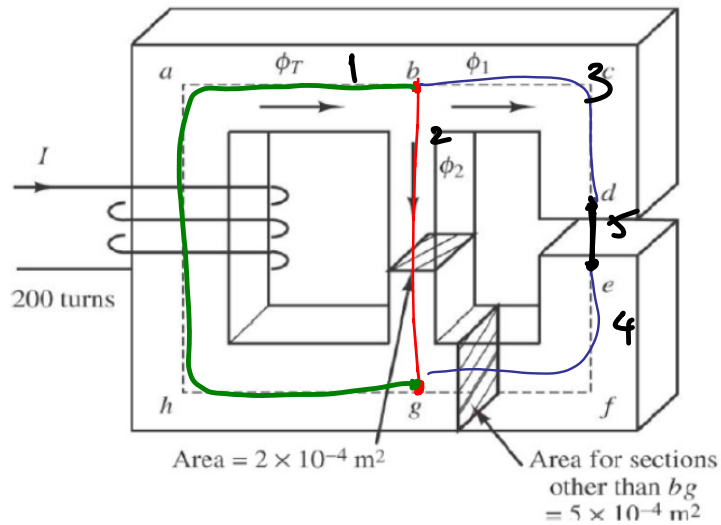 a
ϕT
1
b
ϕ1
3
c
I
2
ϕ2
d
5
e
200 turns
4
h
g
f
Area = 2 × 10⁻⁴ m²
Area for sections
other than bg
= 5 × 10⁻⁴ m²